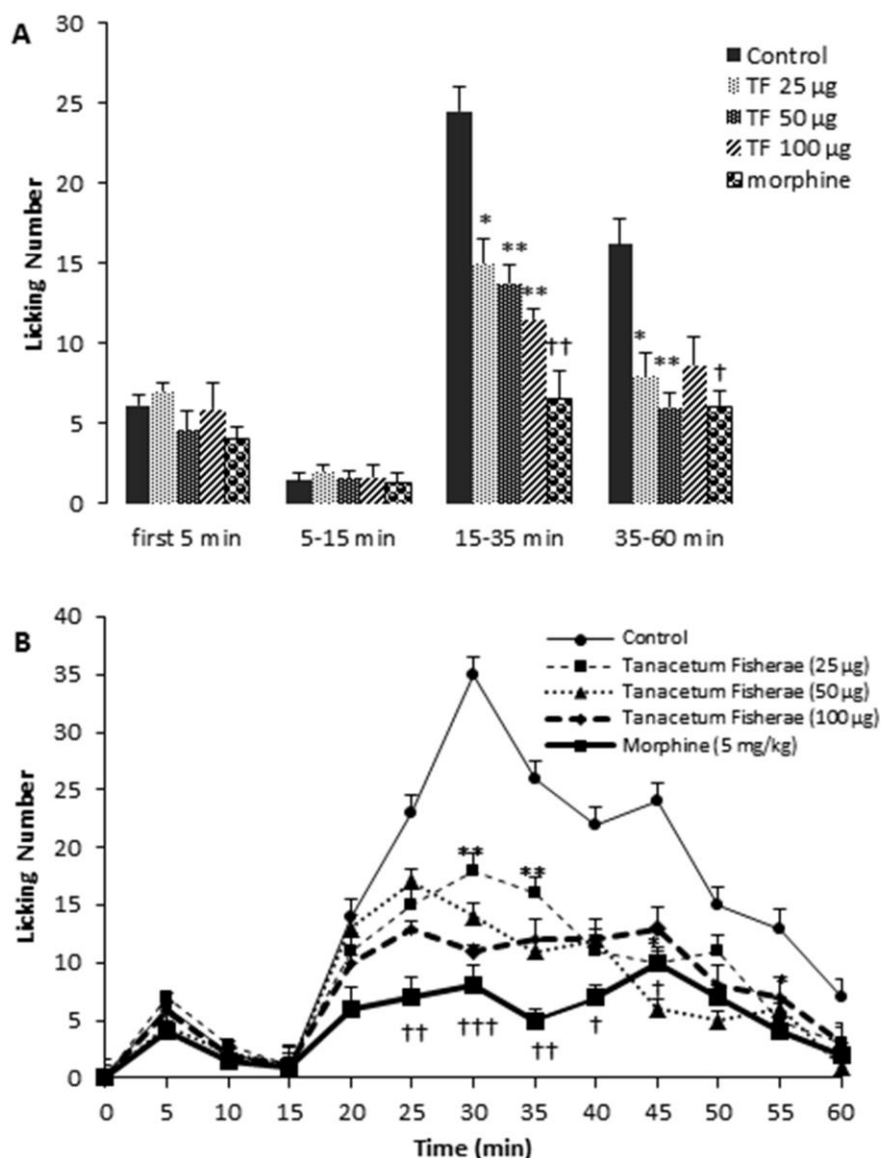 A
30
25
20
15
10
5
0
Licking Number
Control
TF 25 µg
TF 50 µg
TF 100 µg
morphine
*
**
**
††
*
**
†
first 5 min
5-15 min
15-35 min
35-60 min
B
40
35
30
25
20
15
10
5
0
Licking Number
Control
Tanacetum Fisherae (25 µg)
Tanacetum Fisherae (50 µg)
Tanacetum Fisherae (100 µg)
Morphine (5 mg/kg)
**
**
*
*
†
††
†††
††
†
0 5 10 15 20 25 30 35 40 45 50 55 60
Time (min)